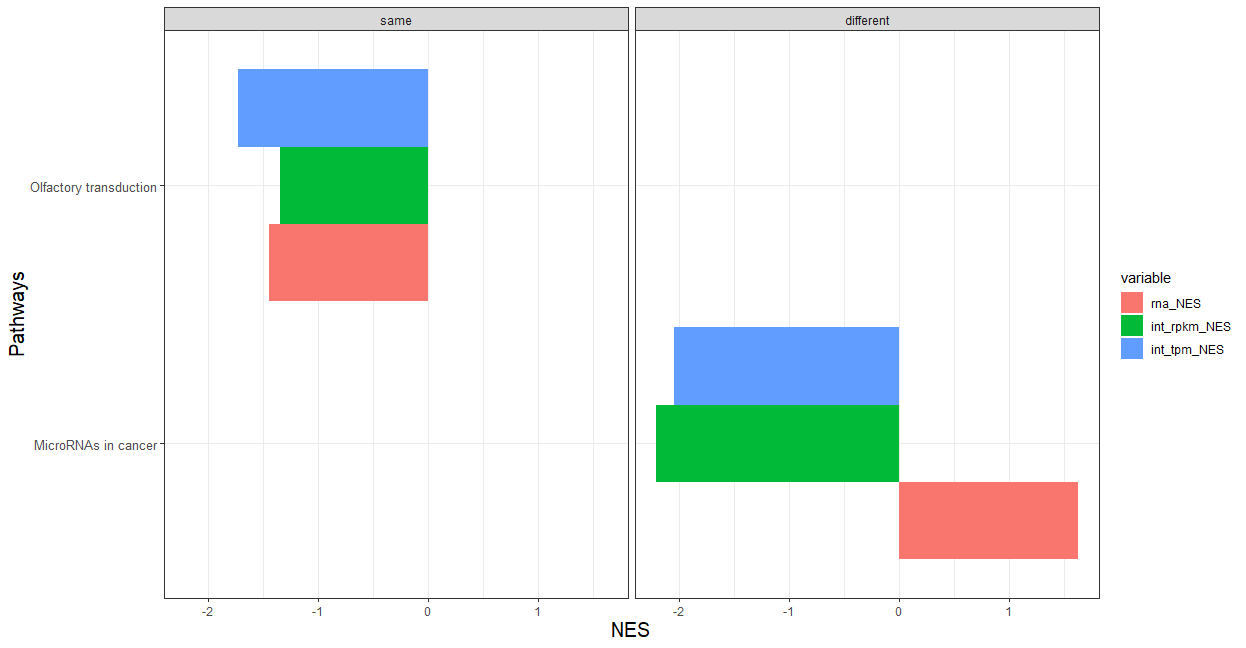 same
different
Pathways
Olfactory transduction
MicroRNAs in cancer
-2
-1
0
1
-2
-1
0
1
NES
variable
rna_NES
int_rpkm_NES
int_tpm_NES